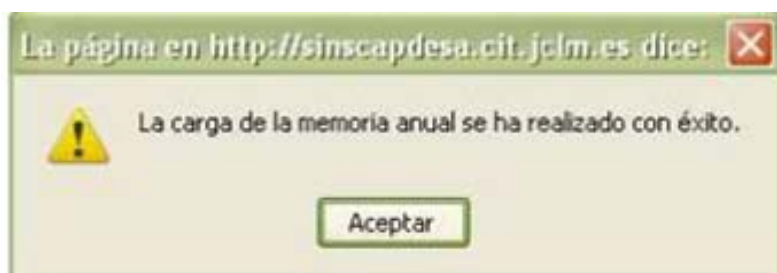 La página en http://sinscapdesa.cit.jclm.es dice:
La carga de la memoria anual se ha realizado con éxito.
Aceptar